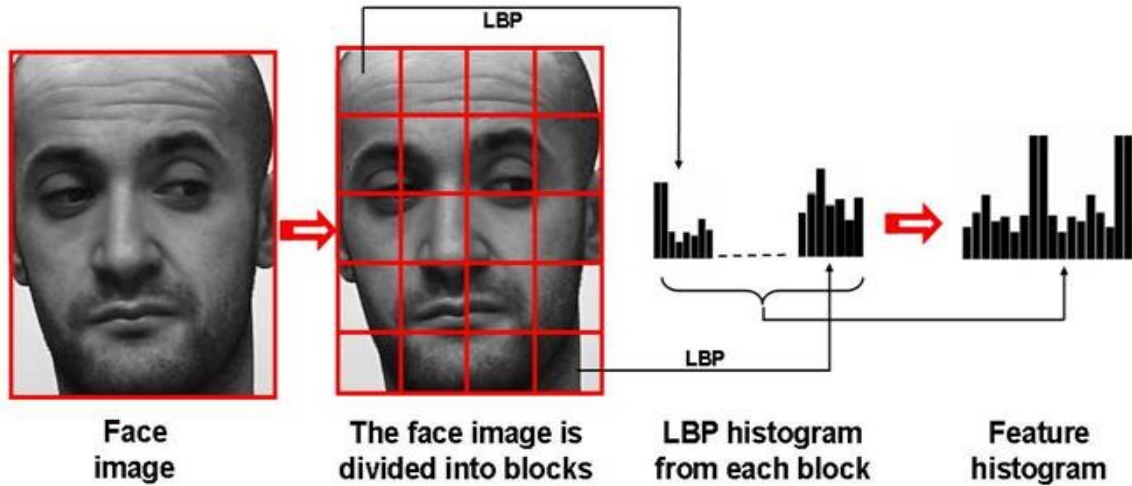 LBP
LBP
Face
image
The face image is
divided into blocks
LBP histogram
from each block
Feature
histogram